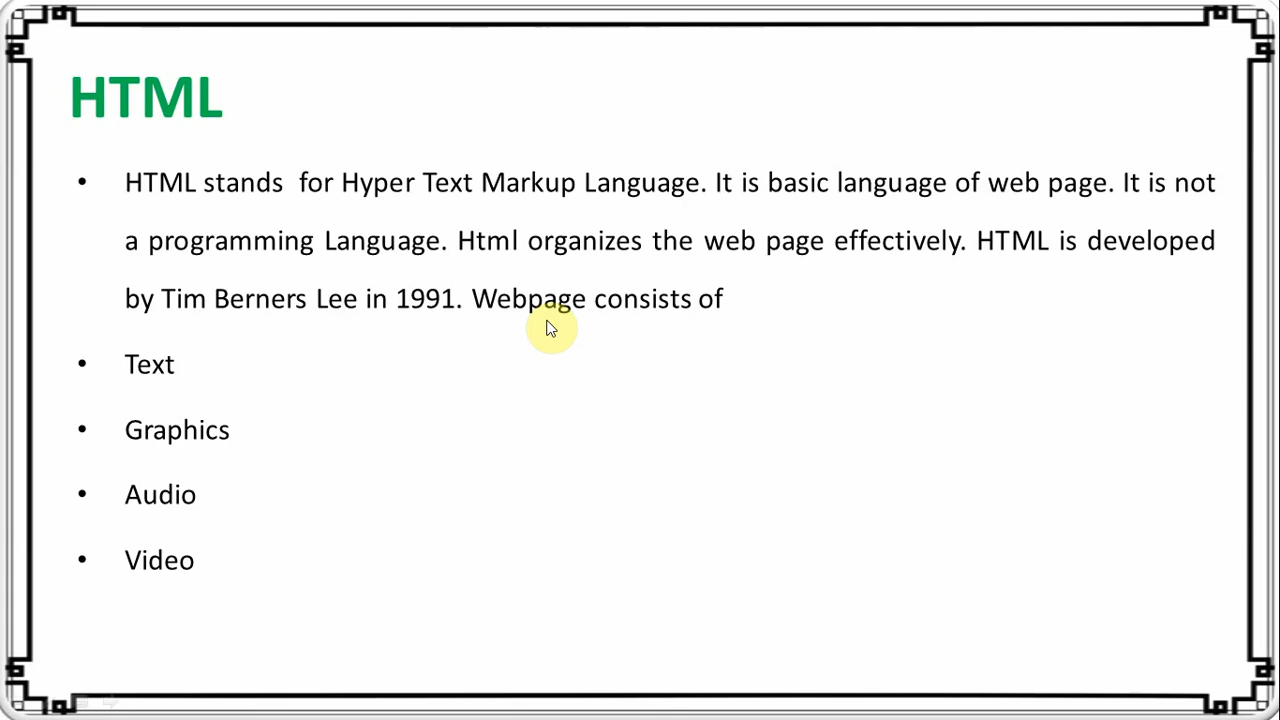 HTML
• HTML stands for Hyper Text Markup Language. It is basic language of web page. It is not
a programming Language. Html organizes the web page effectively. HTML is developed
by Tim Berners Lee in 1991. Webpage consists of
• Text
• Graphics
• Audio
• Video